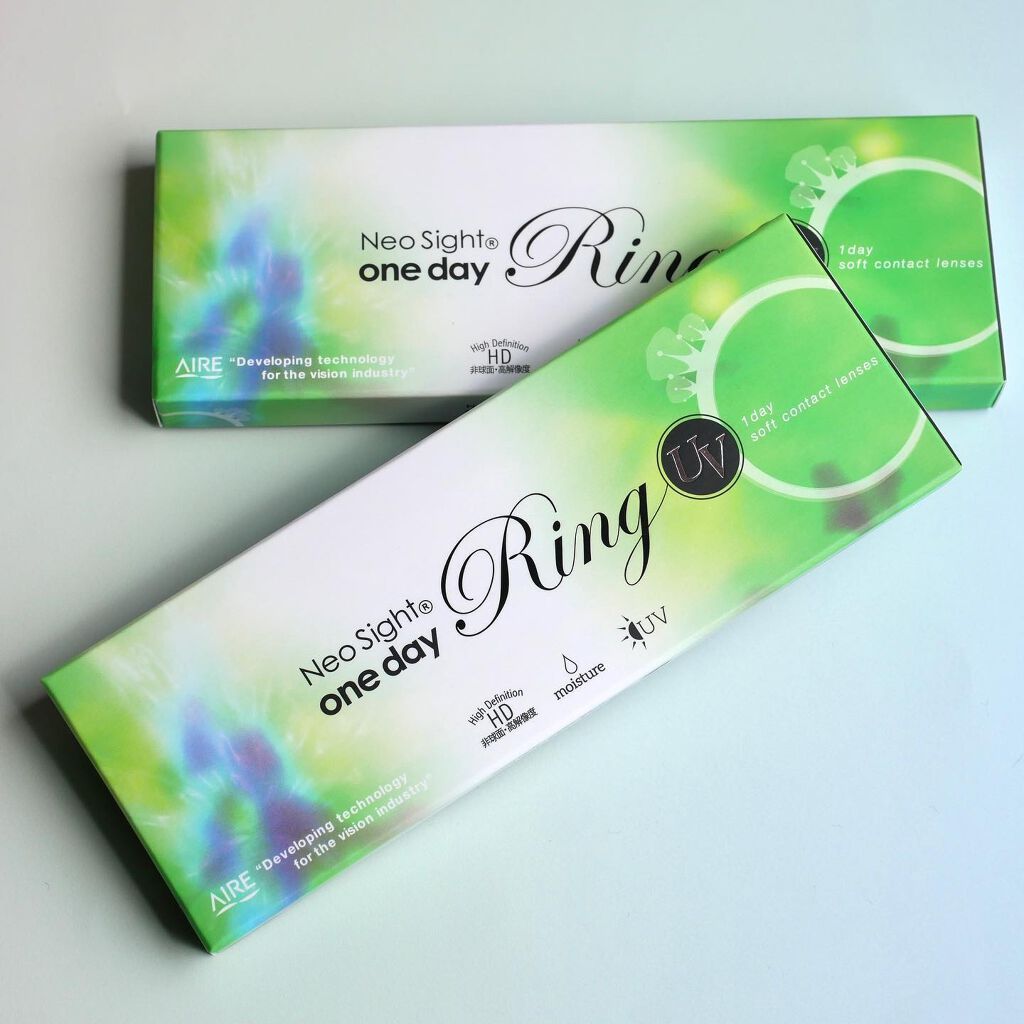 Neo Sight®
one day
Ring
1day
soft contact lenses
AIRE
"Developing technology
for the vision industry"
High Definition
HD
非球面・高解像度
Neo Sight®
one day
Ring
UV
1day
soft contact lenses
High Definition
HD
非球面・高解像度
moisture
UV
AIRE
"Developing technology
for the vision industry"